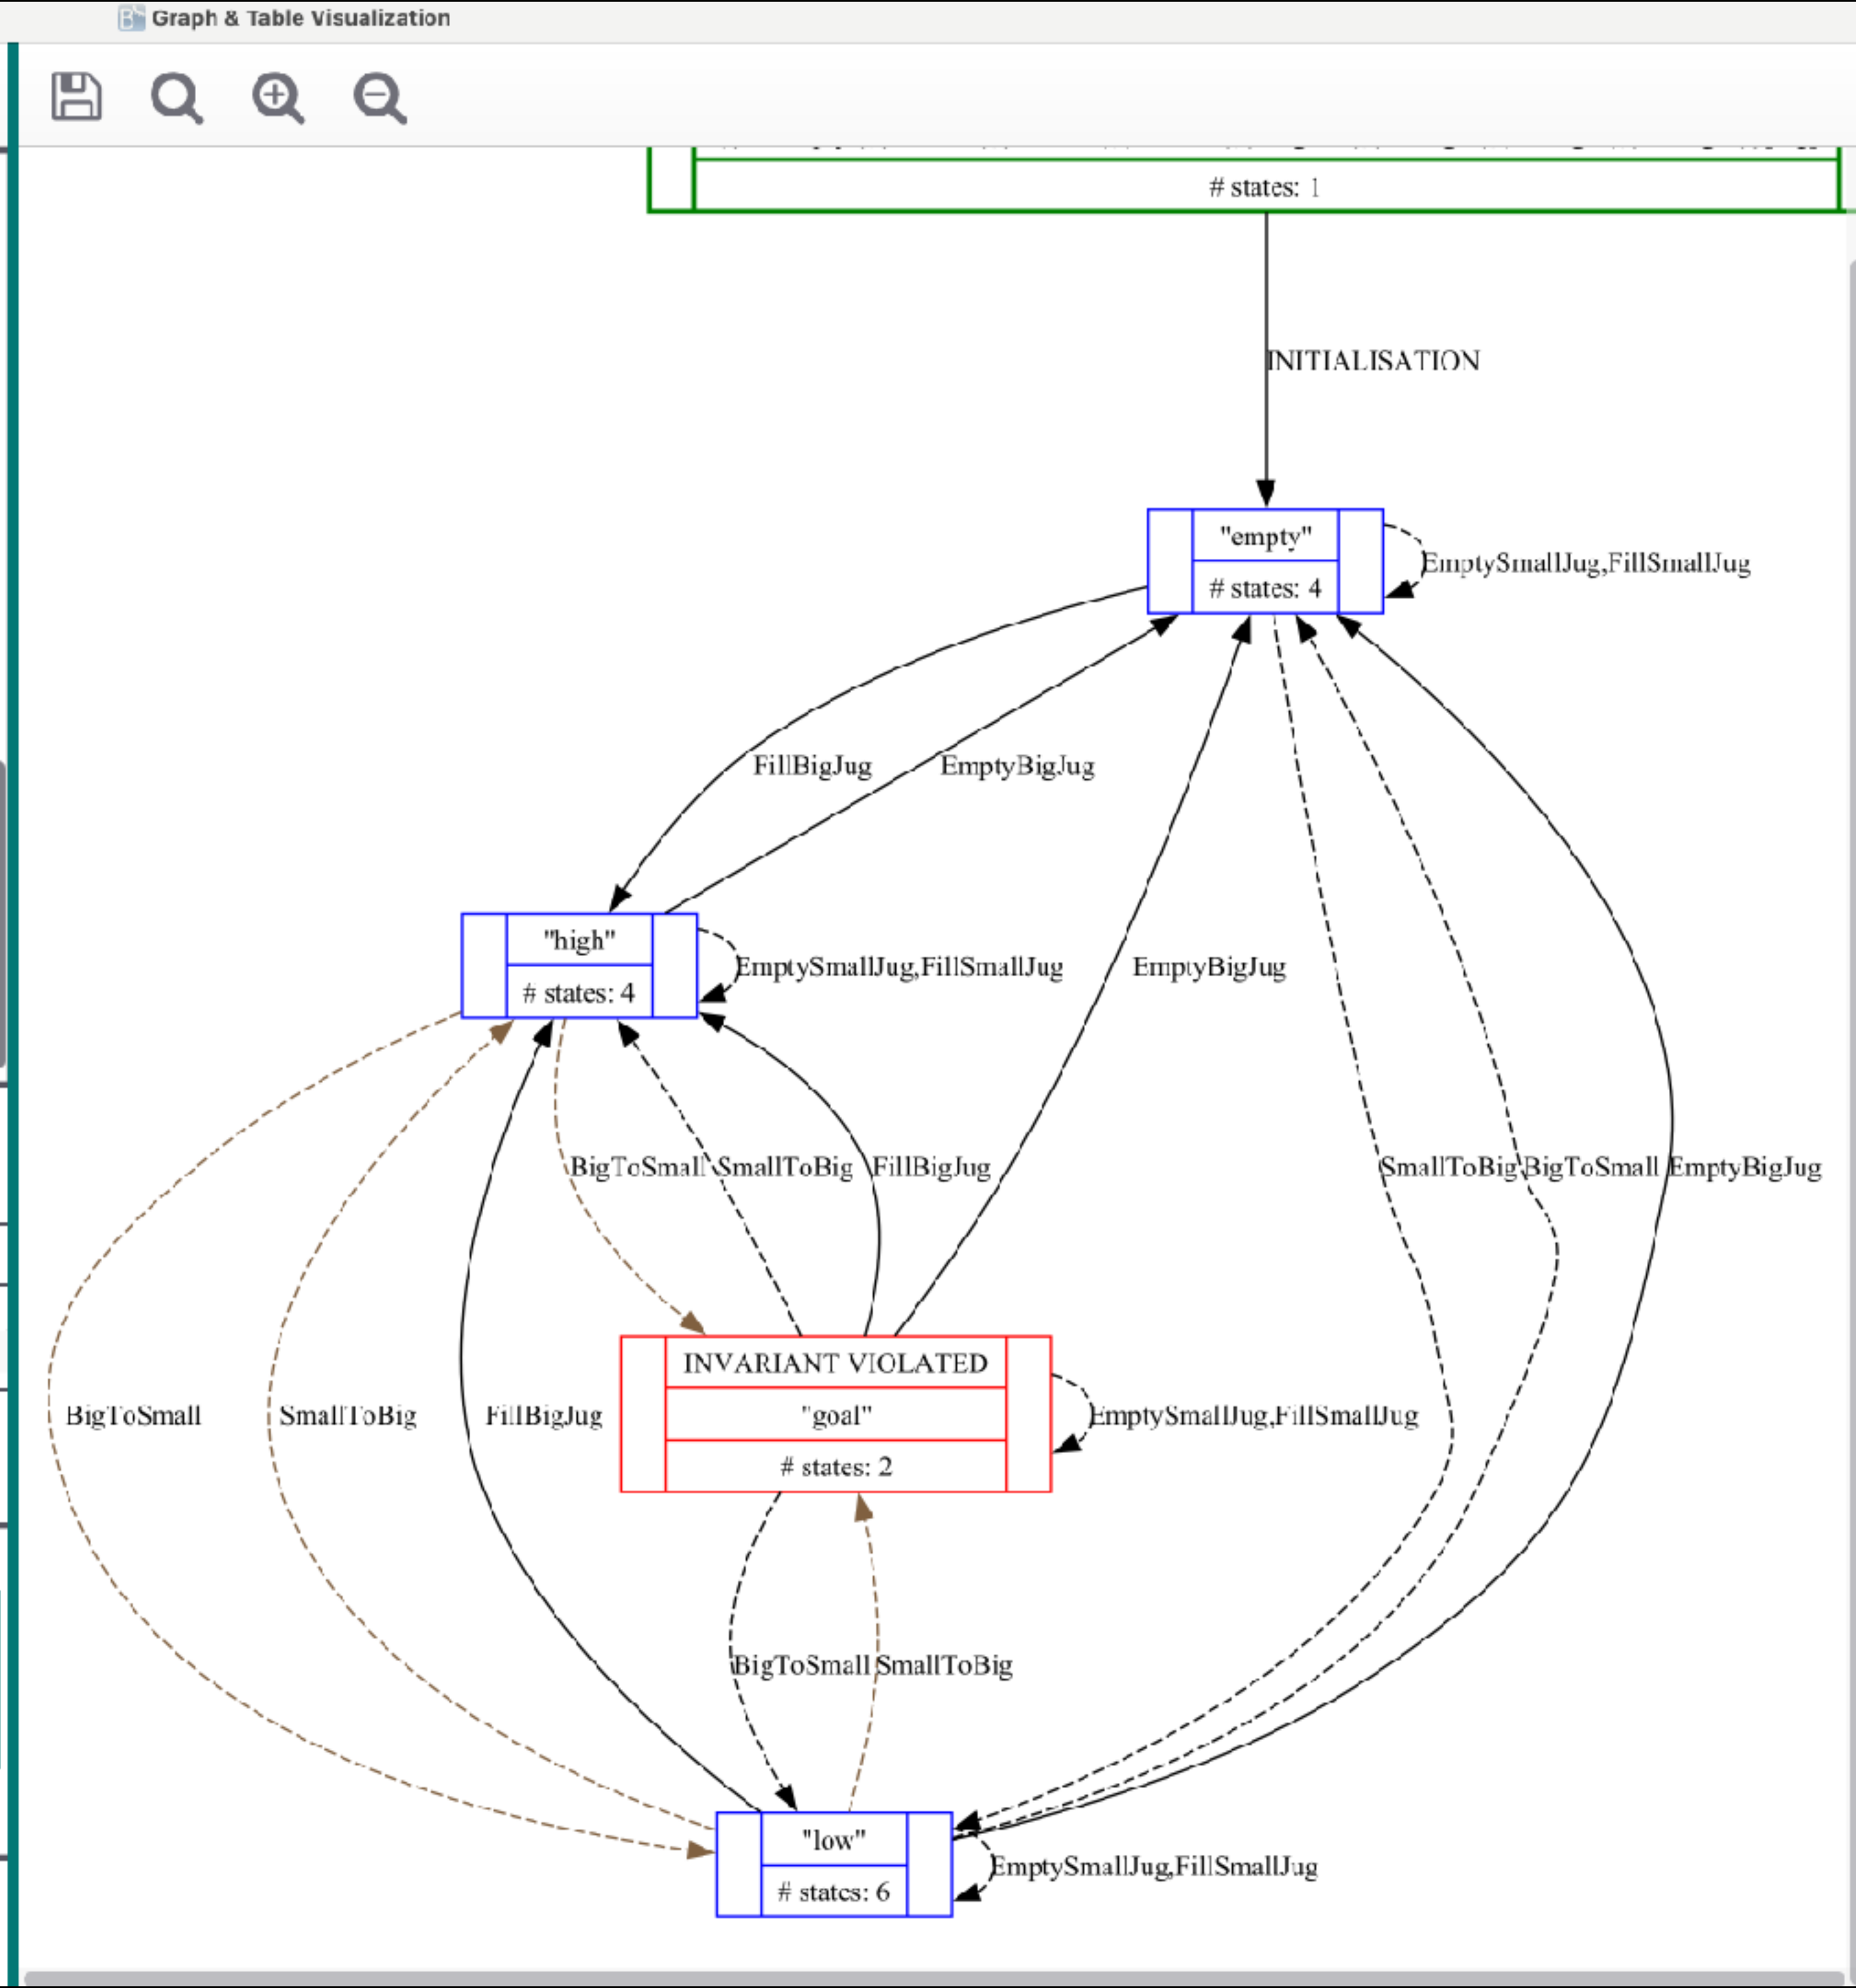 Graph & Table Visualization
# states: 1
INITIALISATION
"empty"
# states: 4
EmptySmallJug,FillSmallJug
FillBigJug
EmptyBigJug
"high"
# states: 4
EmptySmallJug,FillSmallJug
EmptyBigJug
BigToSmall
SmallToBig
FillBigJug
SmallToBig
BigToSmall
EmptyBigJug
INVARIANT VIOLATED
"goal"
# states: 2
BigToSmall
SmallToBig
FillBigJug
EmptySmallJug,FillSmallJug
BigToSmall
SmallToBig
"low"
# states: 6
EmptySmallJug,FillSmallJug